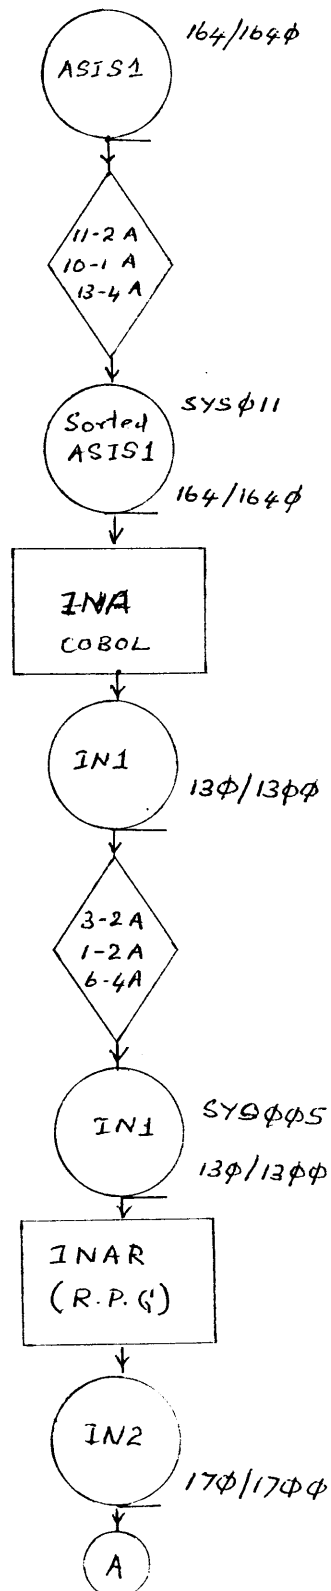 164/164φ
ASIS1
11-2 A
10-1 A
13-4 A
SYSφ11
Sorted
ASIS1
164/164φ
INA
COBOL
IN1
13φ/13φφ
3-2A
1-2A
6-4A
SYSφφ5
IN1
13φ/13φφ
INAR
(R.P.G)
IN2
17φ/17φφ
A